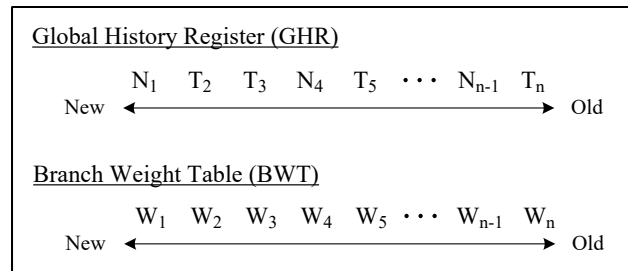 Global History Register (GHR)
N₁ T₂ T₃ N₄ T₅ ··· Nₙ₋₁ Tₙ
New Old
Branch Weight Table (BWT)
W₁ W₂ W₃ W₄ W₅ ··· Wₙ₋₁ Wₙ
New Old